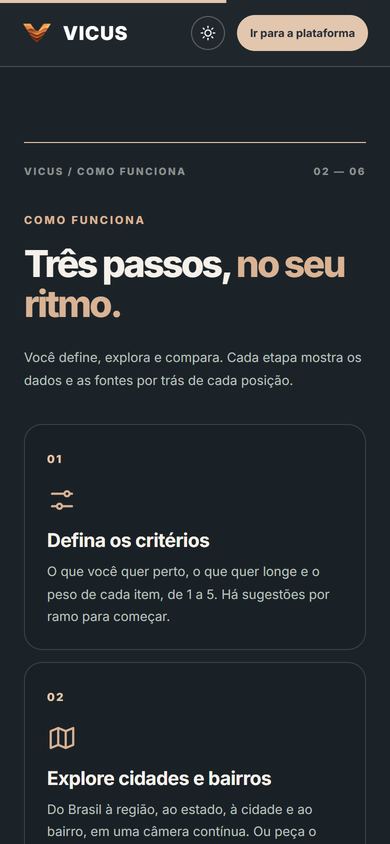 VICUS
Ir para a plataforma
VICUS / COMO FUNCIONA
02 — 06
COMO FUNCIONA
Três passos, no seu
ritmo.
Você define, explora e compara. Cada etapa mostra os
dados e as fontes por trás de cada posição.
01
Defina os critérios
O que você quer perto, o que quer longe e o
peso de cada item, de 1 a 5. Há sugestões por
ramo para começar.
02
Explore cidades e bairros
Do Brasil à região, ao estado, à cidade e ao
bairro, em uma câmera contínua. Ou peça o